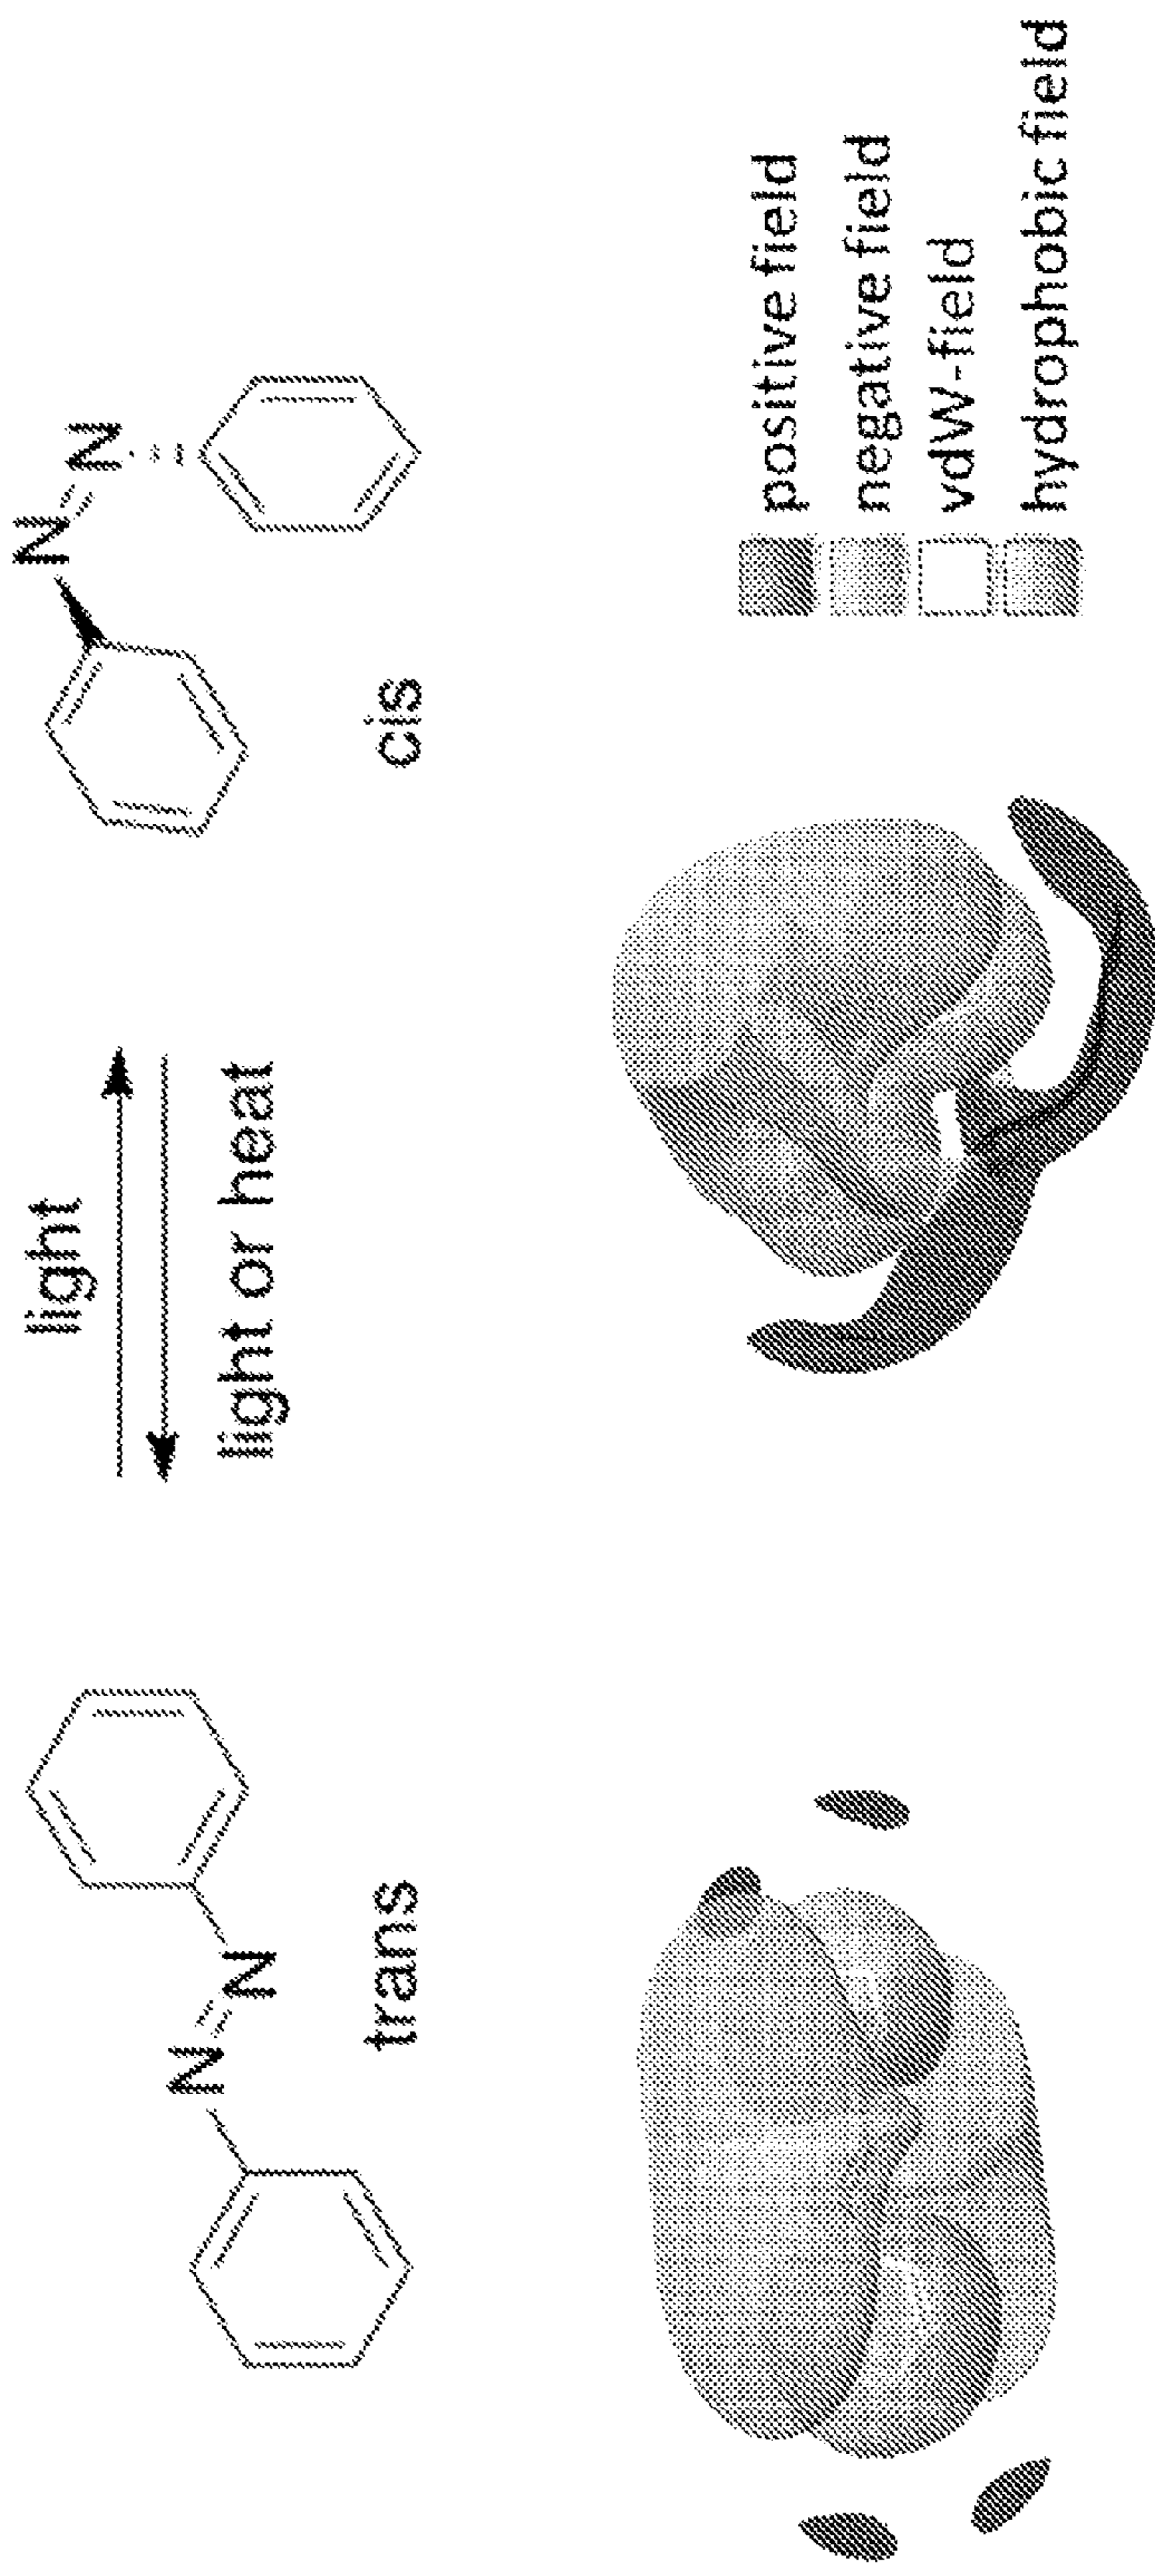 N=N
trans
light
light or heat
N=N
cis
positive field
negative field
vdW-field
hydrophobic field